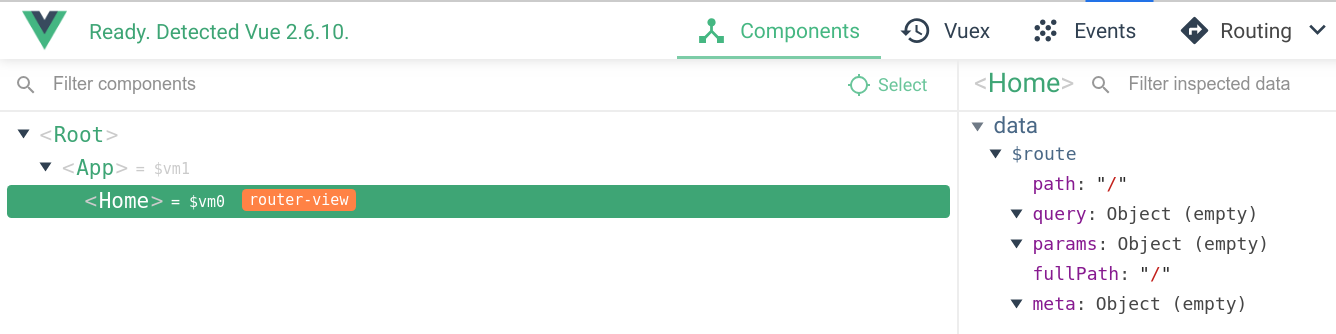 Ready. Detected Vue 2.6.10.
Components
Vuex
Events
Routing
Filter components
Select
<Home>
Filter inspected data
<Root>
<App> = $vm1
<Home> = $vm0 router-view
data
$route
path: "/"
query: Object (empty)
params: Object (empty)
fullPath: "/"
meta: Object (empty)